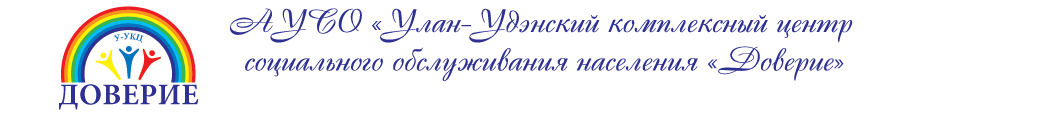 У-УКЦ
ДОВЕРИЕ
АУСО «Улан-Удэнский комплексный центр
социального обслуживания населения «Доверие»